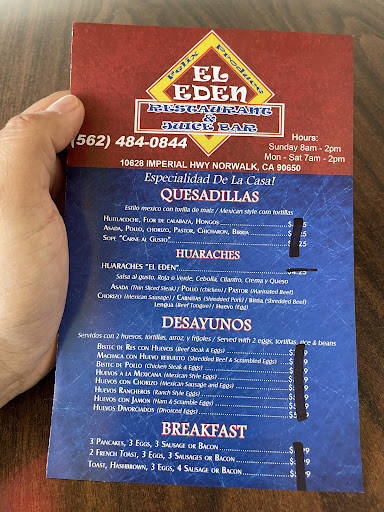 Felix Produce
EL
EDEN
RESTAURANT
&
JUICE BAR
(562) 484-0844
Hours:
Sunday 8am - 2pm
Mon - Sat 7am - 2pm
10628 IMPERIAL HWY NORWALK, CA 90650
Especialidad De La Casa!
QUESADILLAS
Estilo mexico con torilla de maiz / Mexican style corn tortillas
Huitlacoche, Flor de calabaza, Hongos
Asada, Pollo, chorizo, Pastor, Chicharon, Birria
Sope "Carne al Gusto"
HUARACHES
HUARACHES "EL EDEN"
Salsa al gusto, Roja o Verde, Cebolla, Cilantro, Crema y Queso
Asada (Thin Sliced Steak) / Pollo (chicken) / Pastor (Marinated Beef)
Chorizo (Mexican Sausage) / Carnitas (Shredded Pork) / Birria (Shredded Beef)
Lengua (Beef Tongue) / Huevo (Egg)
DESAYUNOS
Servidos con 2 huevos, tortillas, arroz, y frijoles / Served with 2 eggs, tortillas, rice & beans
Bistec de Res con Huevos (Beef Steak & Eggs)
Machaca con Huevo rebuelto (Shredded Beef & Scrambled Eggs)
Bistec de Pollo (Chicken Steak & Eggs)
Huevos a la Mexicana (Mexican Style Eggs)
Huevos con Chorizo (Mexican Sausage and Eggs)
Huevos Rancheros (Ranch Style Eggs)
Huevos con Jamon (Ham & Scramble Eggs)
Huevos Divorciados (Divorced Eggs)
BREAKFAST
3 Pancakes, 3 Eggs, 3 Sausage or Bacon
2 French Toast, 3 Eggs, 3 Sausages or Bacon
Toast, Hashbrown, 3 Eggs, 4 Sausage or Bacon